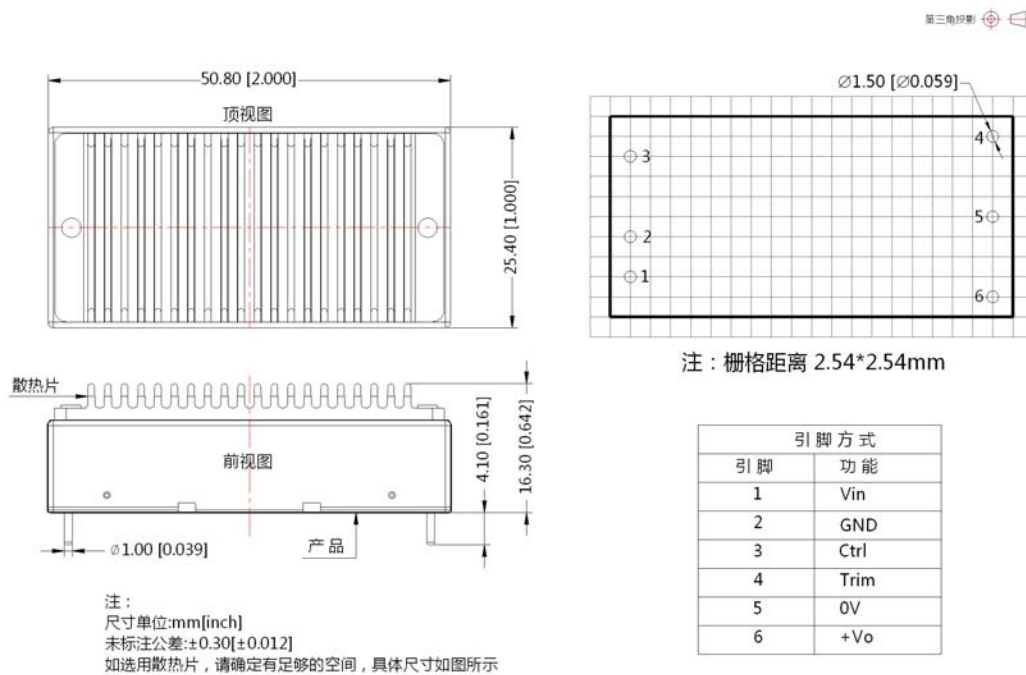 第三角投影
50.80 [2.000]
顶视图
25.40 [1.000]
Ø1.50 [Ø0.059]
4
3
5
2
1
6
注：栅格距离 2.54*2.54mm
散热片
前视图
4.10 [0.161]
16.30 [0.642]
Ø1.00 [0.039]
产品
引脚方式
引脚 功能
1 Vin
2 GND
3 Ctrl
4 Trim
5 0V
6 +Vo
注：
尺寸单位:mm[inch]
未标注公差:±0.30[±0.012]
如选用散热片，请确定有足够的空间，具体尺寸如图所示